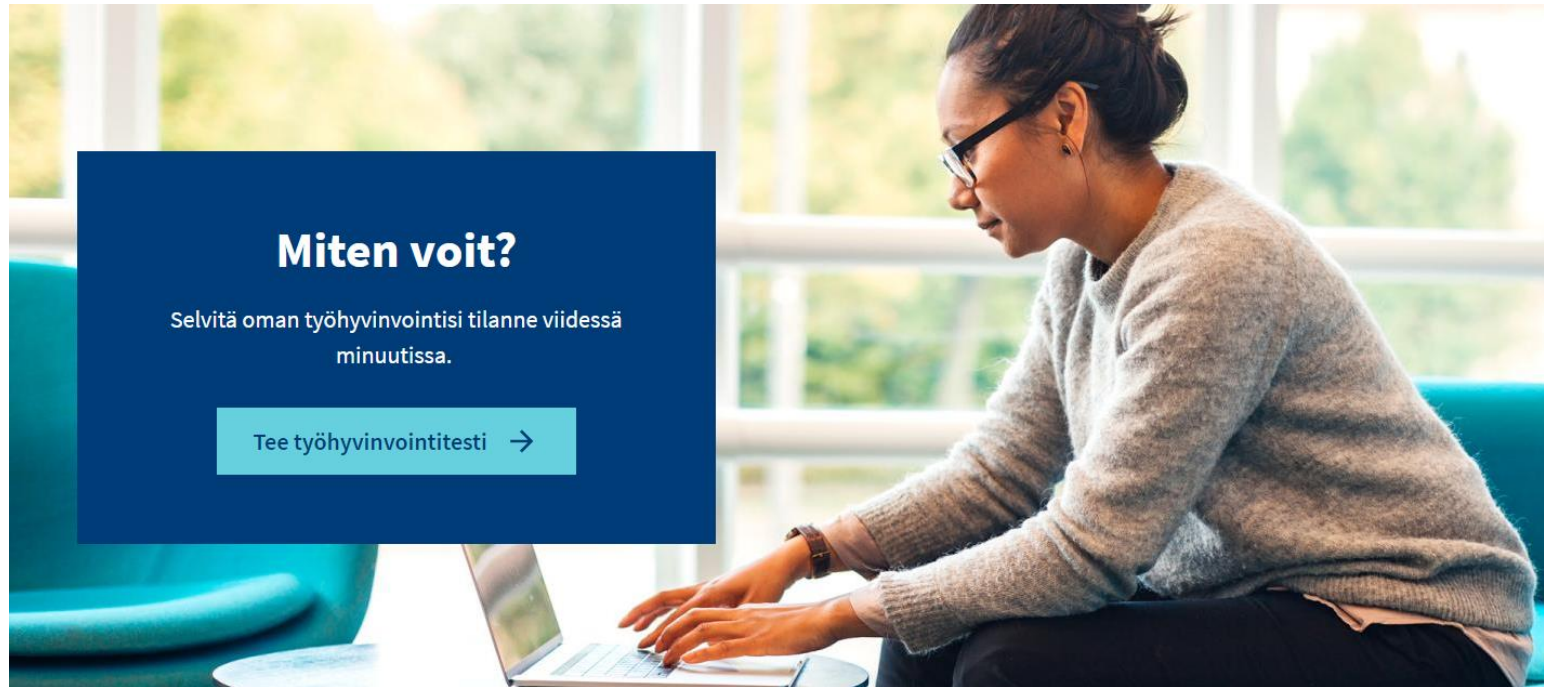 Miten voit?
Selvitä oman työhyvinvointisi tilanne viidessä
minuutissa.
Tee työhyvinvointitesti →